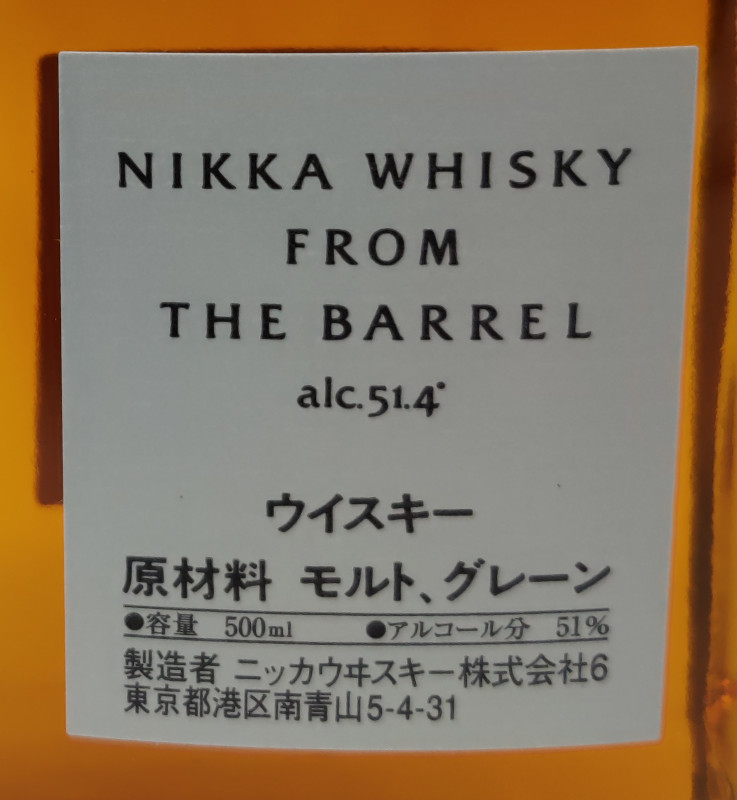 NIKKA WHISKY
FROM
THE BARREL
alc.51.4°
ウイスキー
原材料 モルト、グレーン
●容量 500ml ●アルコール分 51%
製造者 ニッカウヰスキー株式会社6
東京都港区南青山5-4-31